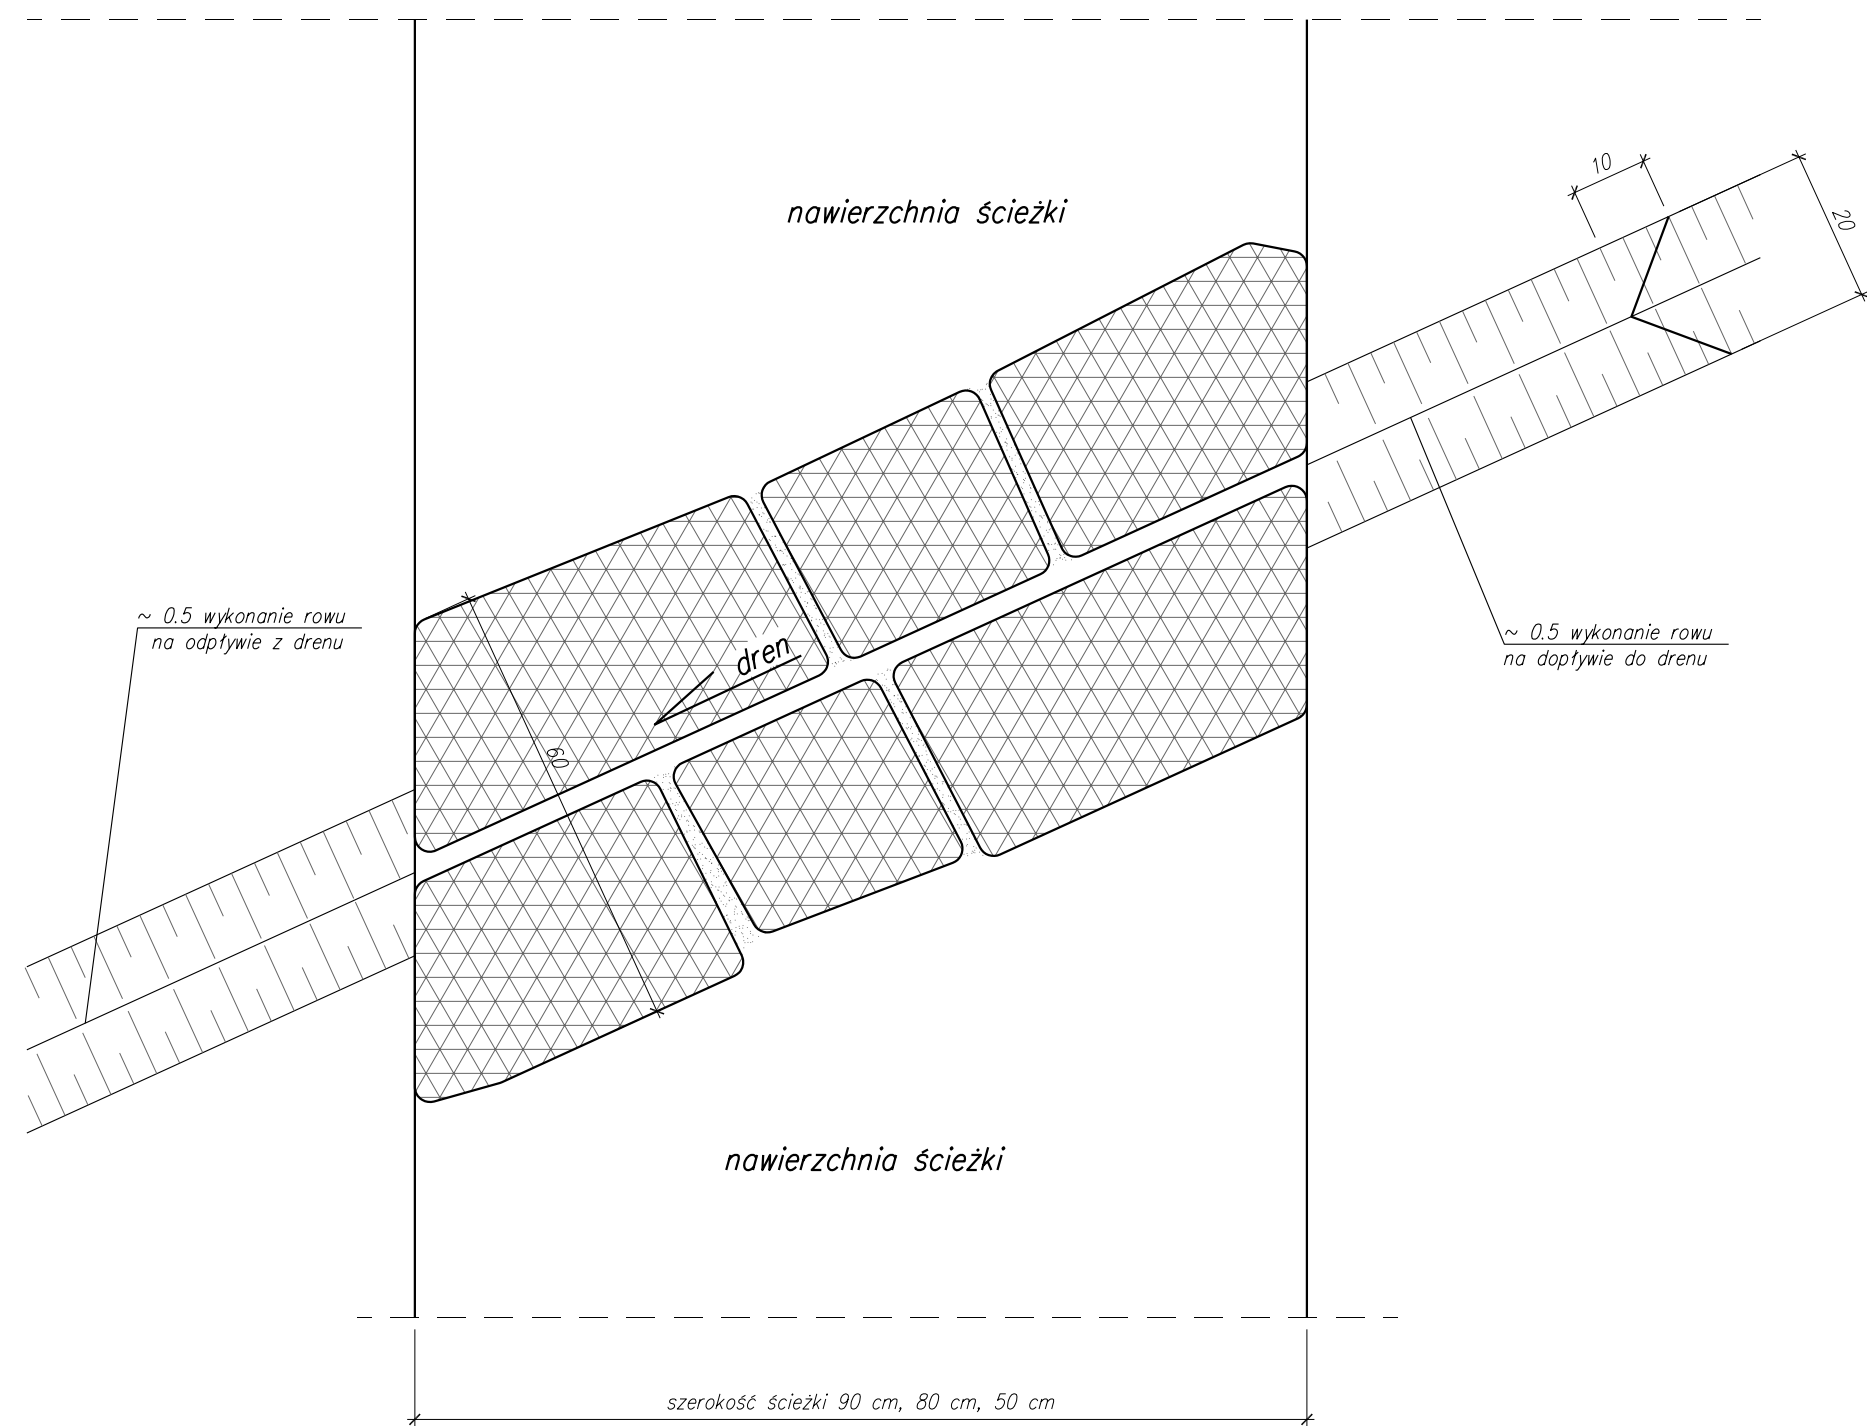 10
20
nawierzchnia ścieżki
~ 0.5 wykonanie rowu
na odpływie z drenu
~ 0.5 wykonanie rowu
na dopływie do drenu
dren
60
nawierzchnia ścieżki
szerokość ścieżki 90 cm, 80 cm, 50 cm